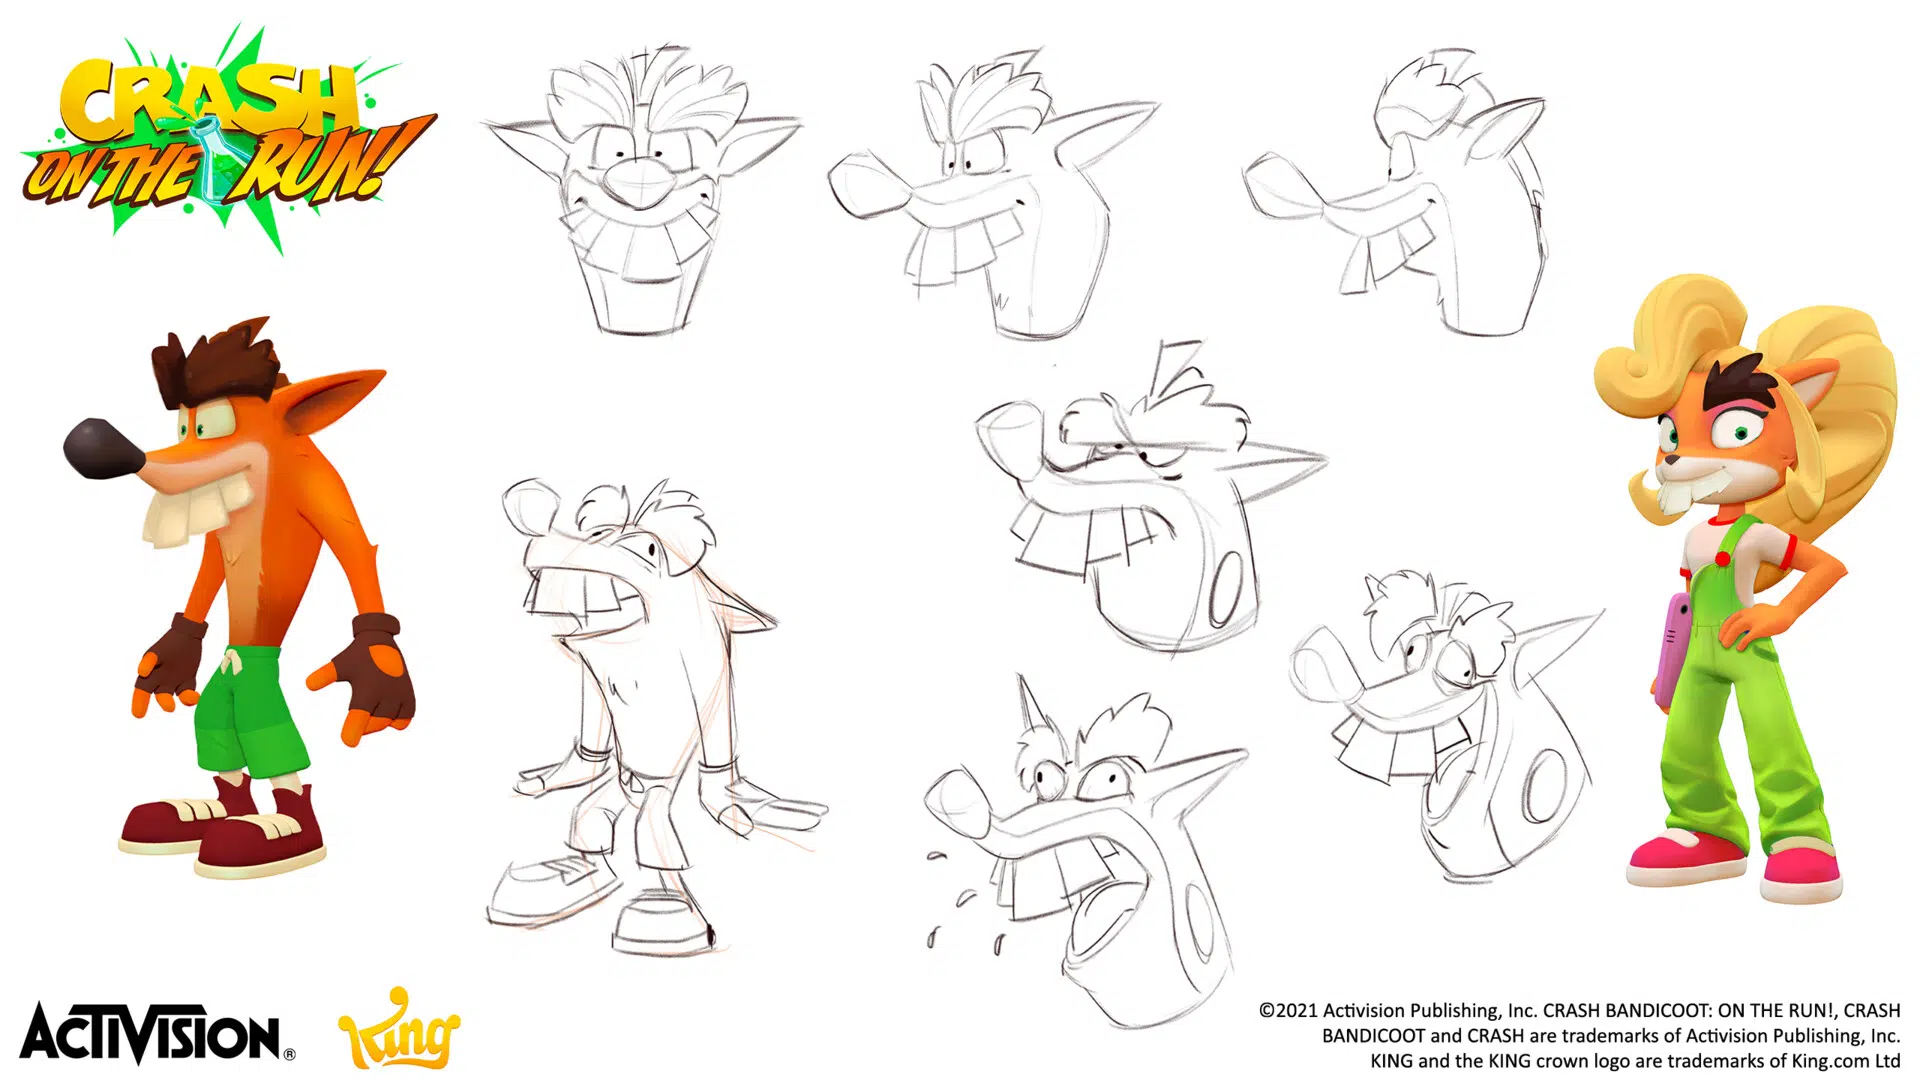 CRASH
ON THE RUN!
ACTIVISION®
King
©2021 Activision Publishing, Inc. CRASH BANDICOOT: ON THE RUN!, CRASH
BANDICOOT and CRASH are trademarks of Activision Publishing, Inc.
KING and the KING crown logo are trademarks of King.com Ltd